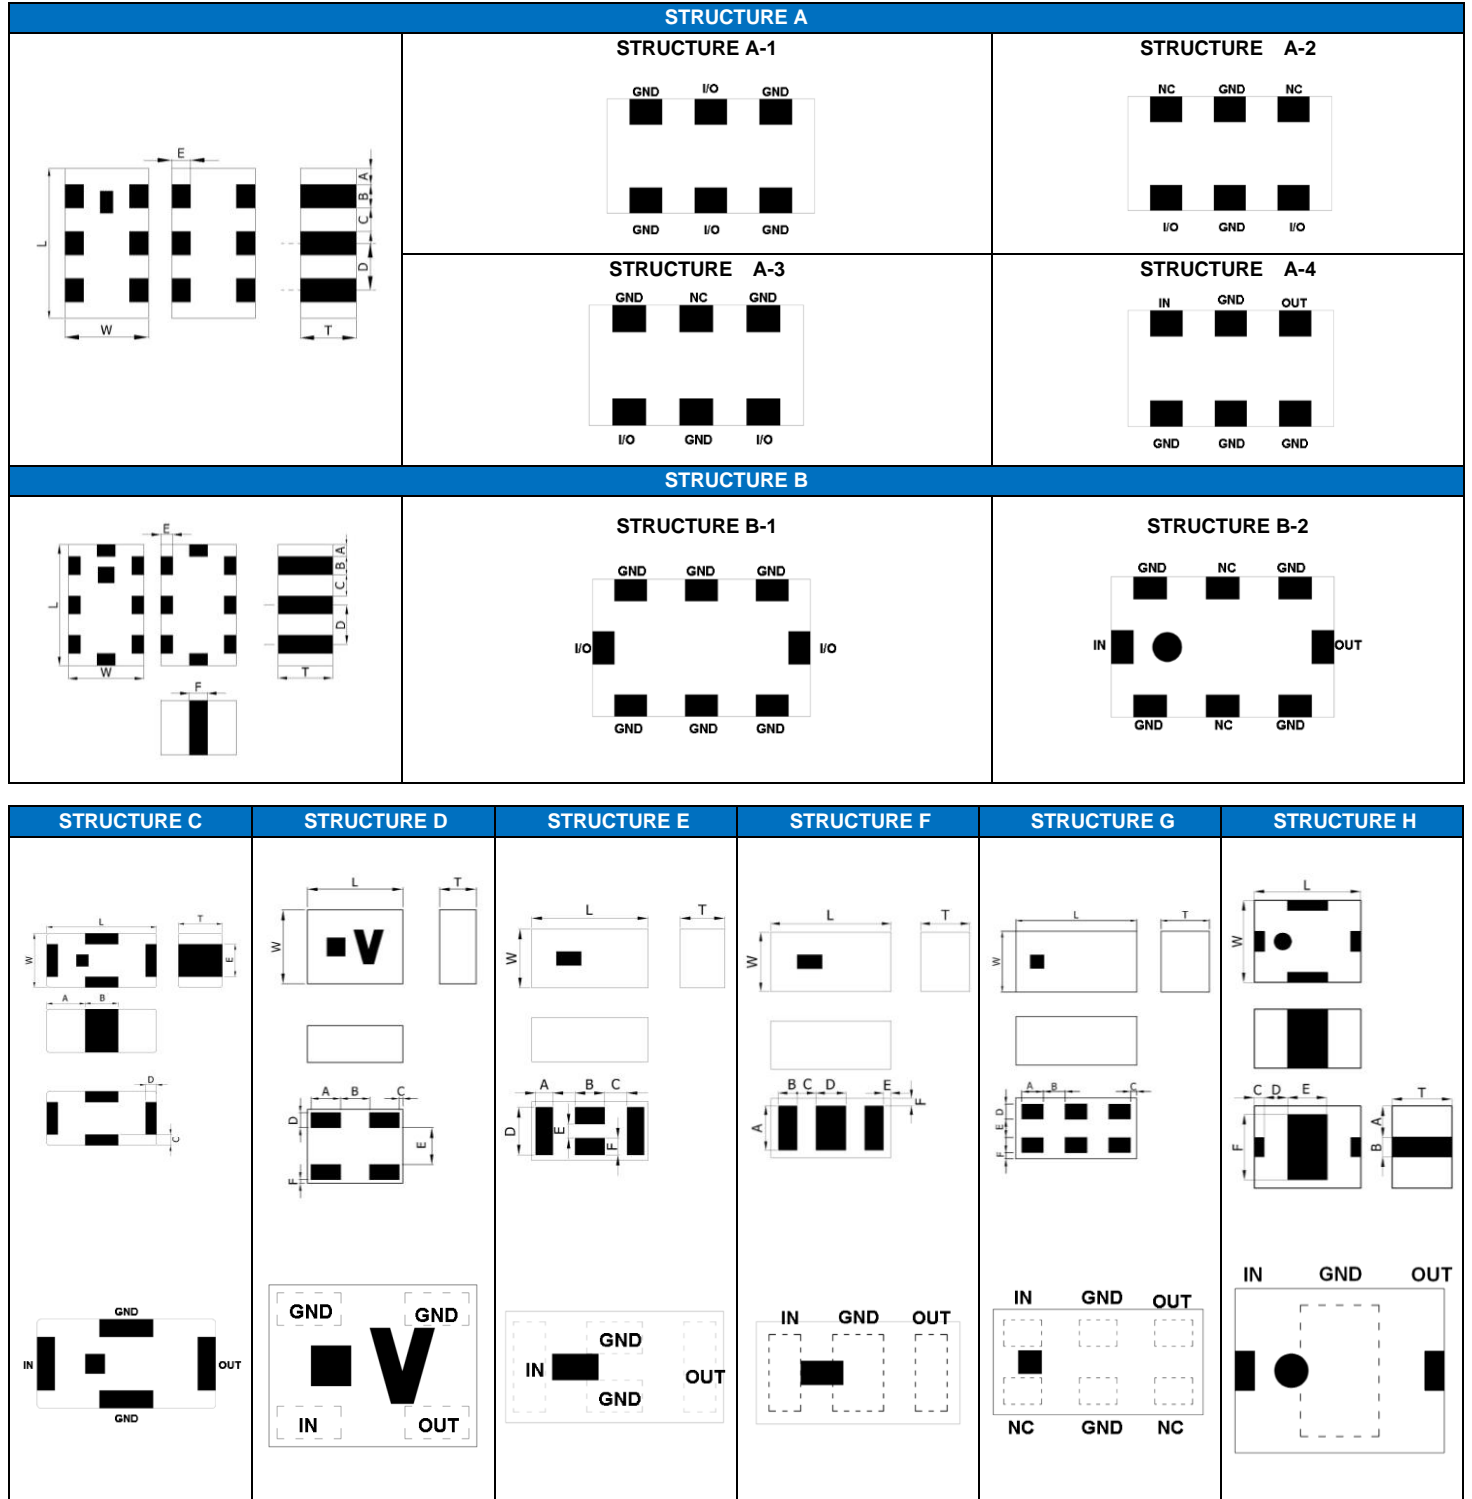 STRUCTURE A
STRUCTURE A-1
GND I/O GND
GND I/O GND
STRUCTURE A-2
NC GND NC
I/O GND I/O
E
A
B
C
D
L
W
T
STRUCTURE A-3
GND NC GND
I/O GND I/O
STRUCTURE A-4
IN GND OUT
GND GND GND
STRUCTURE B
E
A
B
C
D
L
W
T
F
STRUCTURE B-1
GND GND GND
I/O I/O
GND GND GND
STRUCTURE B-2
GND NC GND
IN OUT
GND NC GND
STRUCTURE C STRUCTURE D STRUCTURE E STRUCTURE F STRUCTURE G STRUCTURE H
L T
W E
A B
D
C
GND
IN OUT
GND
L T
W
A B C
D E
F
GND GND
V
IN OUT
L T
W
A B C
D E F
GND
IN OUT
GND
L T
W
B C D E
A F
IN GND OUT
L T
W
A B C
D
E
F
IN GND OUT
NC GND NC
L
W
C D E T
F A
B
IN GND OUT